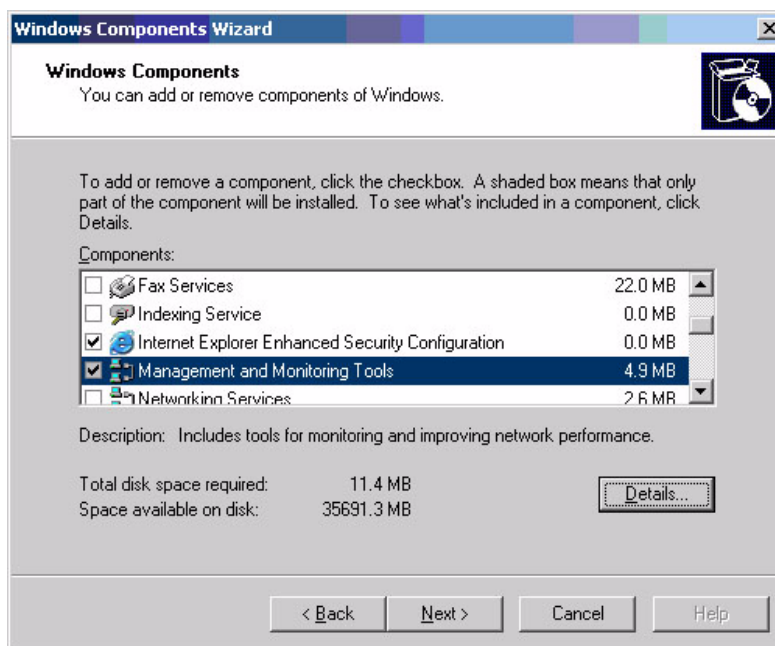 Windows Components Wizard
Windows Components
You can add or remove components of Windows.
To add or remove a component, click the checkbox. A shaded box means that only
part of the component will be installed. To see what's included in a component, click
Details.
Components:
Fax Services 22.0 MB
Indexing Service 0.0 MB
Internet Explorer Enhanced Security Configuration 0.0 MB
Management and Monitoring Tools 4.9 MB
Networking Services 2.6 MB
Description: Includes tools for monitoring and improving network performance.
Total disk space required: 11.4 MB
Space available on disk: 35691.3 MB
Details...
< Back Next > Cancel Help